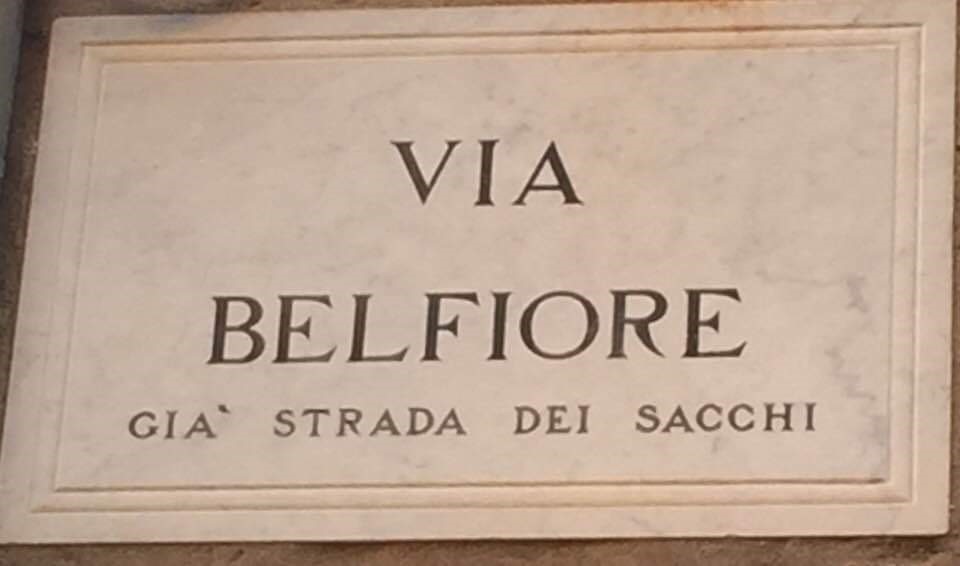 VIA
BELFIORE
GIA` STRADA DEI SACCHI